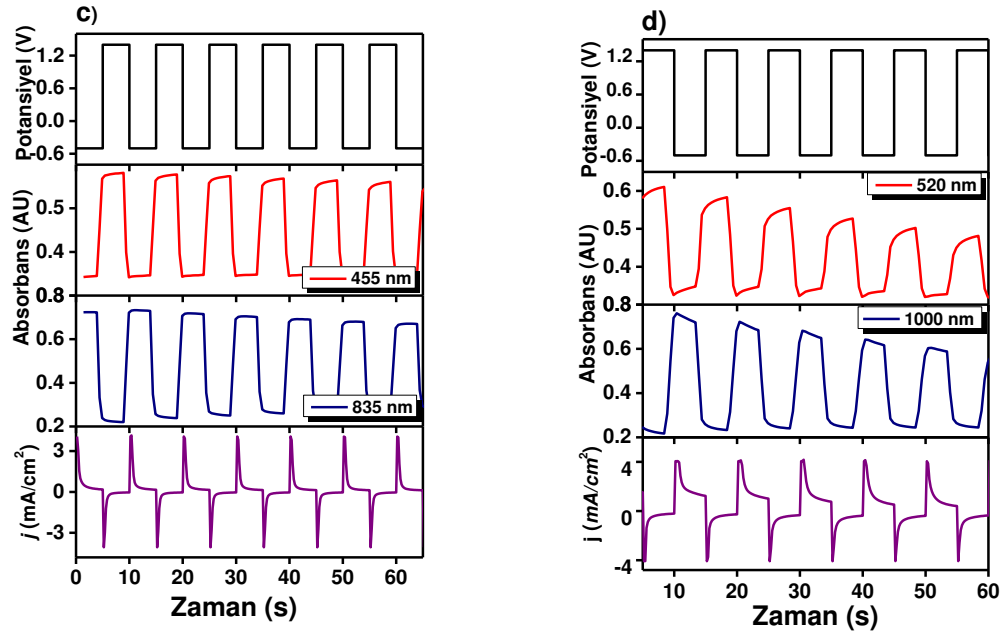 c)
Potansiyel (V)
1.2
0.6
0.0
-0.6
Absorbans (AU)
0.5
0.4
0.3
455 nm
0.8
0.6
0.4
0.2
835 nm
j (mA/cm²)
3
0
-3
0 10 20 30 40 50 60
Zaman (s)
d)
Potansiyel (V)
1.2
0.6
0.0
-0.6
Absorbans (AU)
0.6
0.5
0.4
520 nm
0.8
0.6
0.4
0.2
1000 nm
j (mA/cm²)
4
0
-4
10 20 30 40 50 60
Zaman (s)